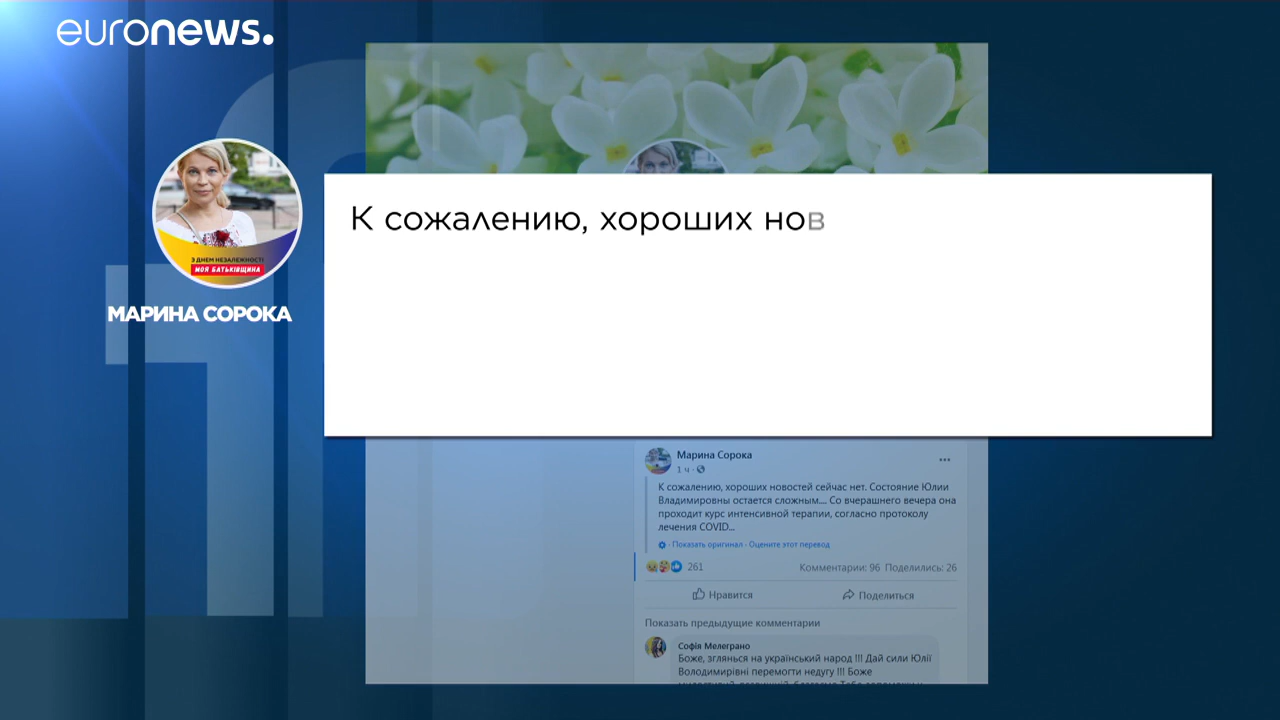 euronews.
К сожалению, хороших нов
З ДНЕМ НЕЗАЛЕЖНОСТІ
МОЯ БАТЬКІВЩИНА
МАРИНА СОРОКА
Марина Сорока
1 ч ·
К сожалению, хороших новостей сейчас нет. Состояние Юлии
Владимировны остается сложным.... Со вчерашнего вечера она
проходит курс интенсивной терапии, согласно протоколу
лечения COVID...
· Показать оригинал · Оцените этот перевод
261
Комментарии: 96 Поделились: 26
Нравится
Поделиться
Показать предыдущие комментарии
Софія Мелеграно
Боже, зглянься на український народ !!! Дай сили Юлії
Володимирівні перемогти недугу !!! Боже